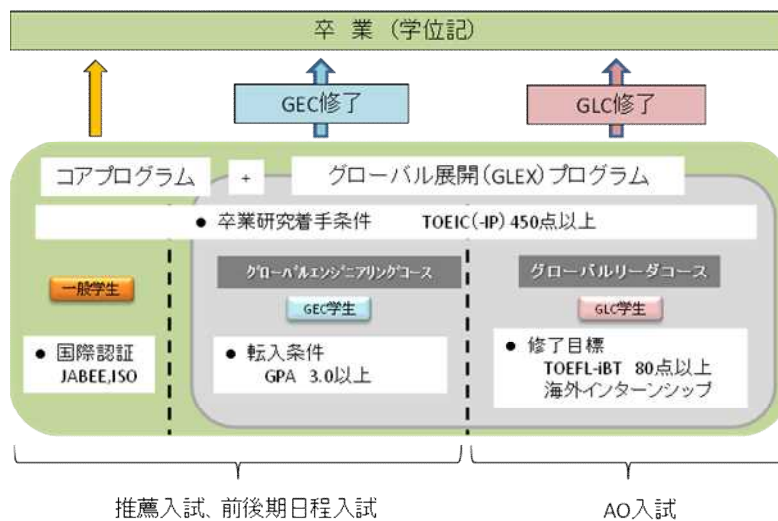 卒 業 (学位記)
GEC修了
GLC修了
コアプログラム + グローバル展開(GLEX)プログラム
● 卒業研究着手条件 TOEIC(-IP) 450点以上
グローバルエンジニアリングコース
グローバルリーダコース
一般学生
GEC学生
GLC学生
● 国際認証
JABEE,ISO
● 転入条件
GPA 3.0以上
● 修了目標
TOEFL-iBT 80点以上
海外インターンシップ
推薦入試、前後期日程入試
AO入試